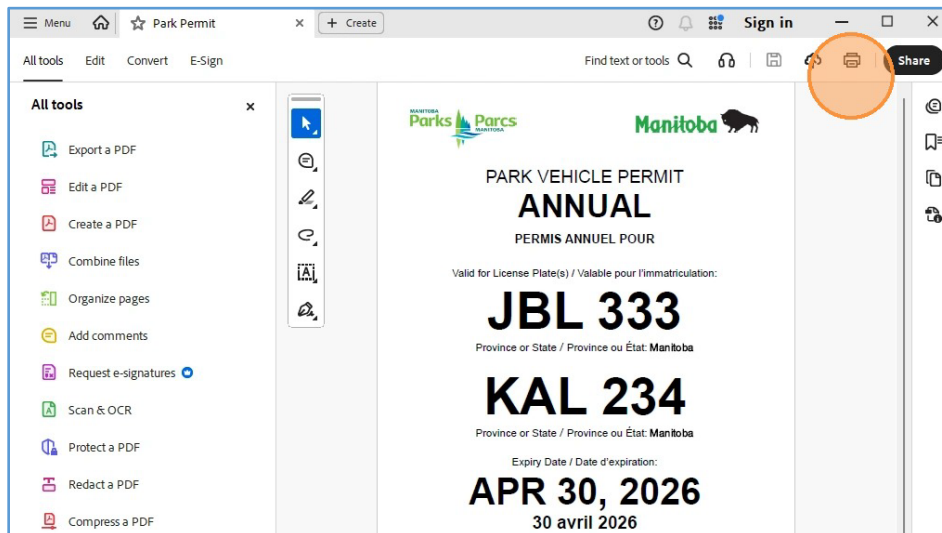 Menu
Park Permit
+ Create
Sign in
All tools
Edit
Convert
E-Sign
Find text or tools
Share
All tools
Export a PDF
Edit a PDF
Create a PDF
Combine files
Organize pages
Add comments
Request e-signatures
Scan & OCR
Protect a PDF
Redact a PDF
Compress a PDF
MANITOBA
Parks Parcs
MANITOBA
Manitoba
PARK VEHICLE PERMIT
ANNUAL
PERMIS ANNUEL POUR
Valid for License Plate(s) / Valable pour l'immatriculation:
JBL 333
Province or State / Province ou État: Manitoba
KAL 234
Province or State / Province ou État: Manitoba
Expiry Date / Date d'expiration:
APR 30, 2026
30 avril 2026